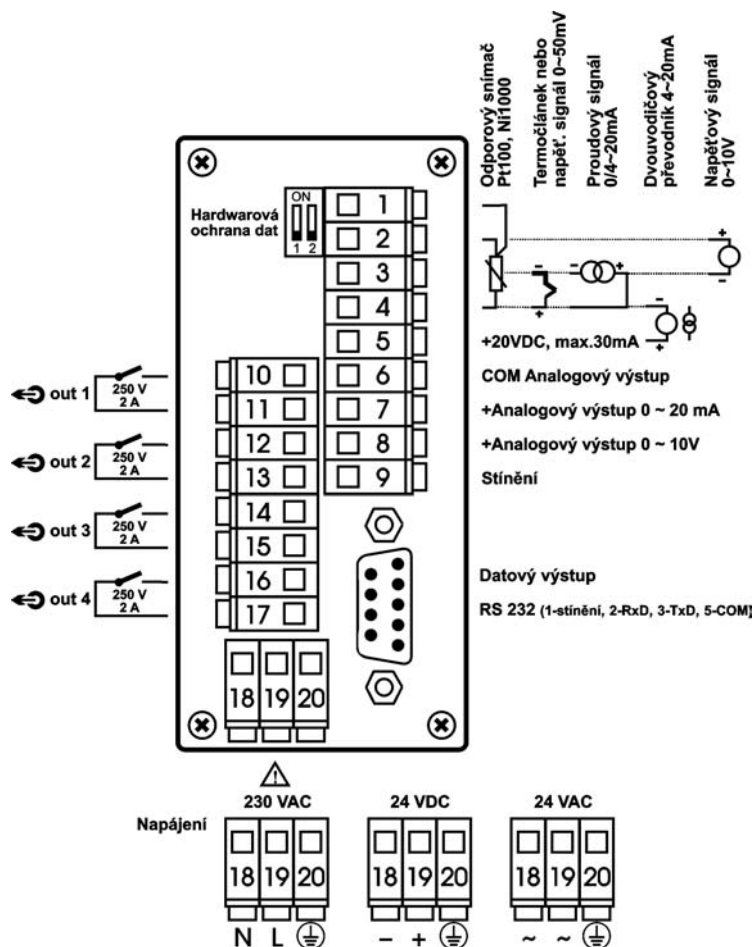 Odporový snímač
Pt100, Ni1000
Termočlánek nebo
napěť. signál 0~50mV
Proudový signál
0/4~20mA
Dvouvodičový
převodník 4~20mA
Napěťový signál
0~10V
Hardwarová
ochrana dat
ON
1 2
1
2
3
4
5
6
7
8
9
+
-
- - +
+ -
+
+20VDC, max.30mA
COM Analogový výstup
+Analogový výstup 0 ~ 20 mA
+Analogový výstup 0 ~ 10V
Stínění
out 1 250 V
2 A
out 2 250 V
2 A
out 3 250 V
2 A
out 4 250 V
2 A
10
11
12
13
14
15
16
17
Datový výstup
RS 232 (1-stínění, 2-RxD, 3-TxD, 5-COM)
18 19 20
230 VAC 24 VDC 24 VAC
Napájení
18 19 20 18 19 20 18 19 20
N L - + ~ ~